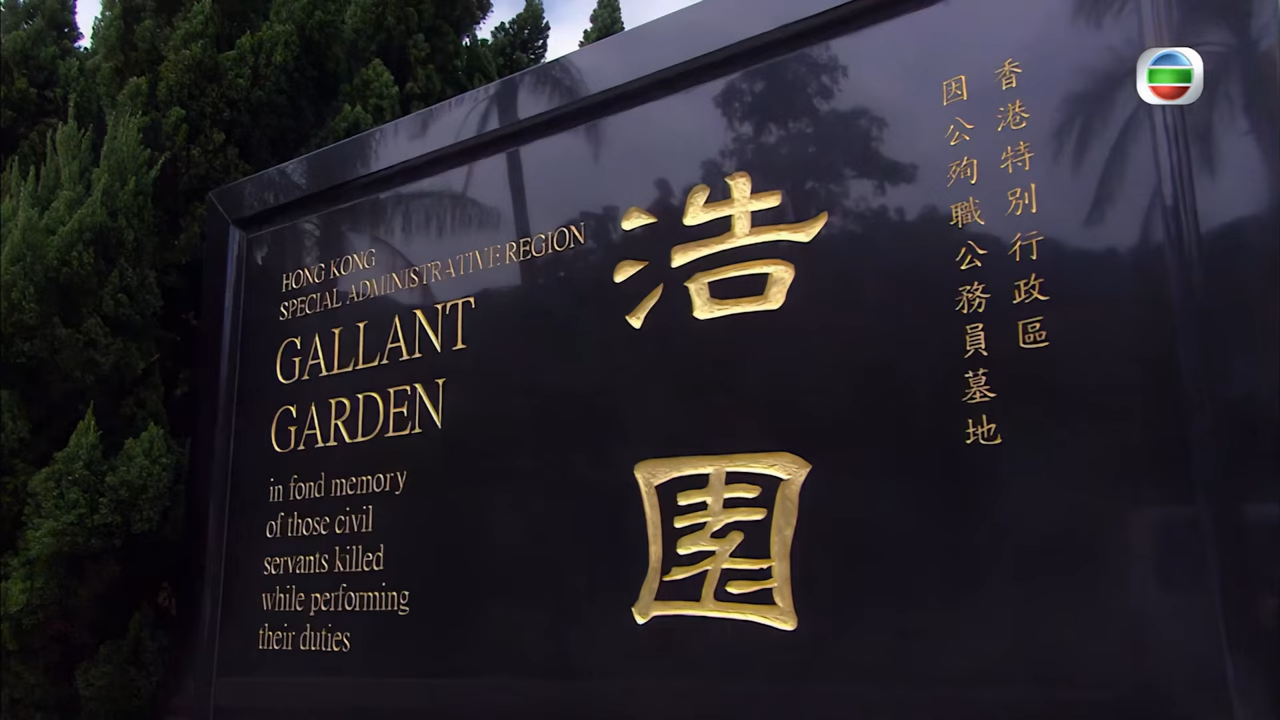 HONG KONG
SPECIAL ADMINISTRATIVE REGION
GALLANT
GARDEN
in fond memory
of those civil
servants killed
while performing
their duties
浩園
香港特別行政區
因公殉職公務員墓地